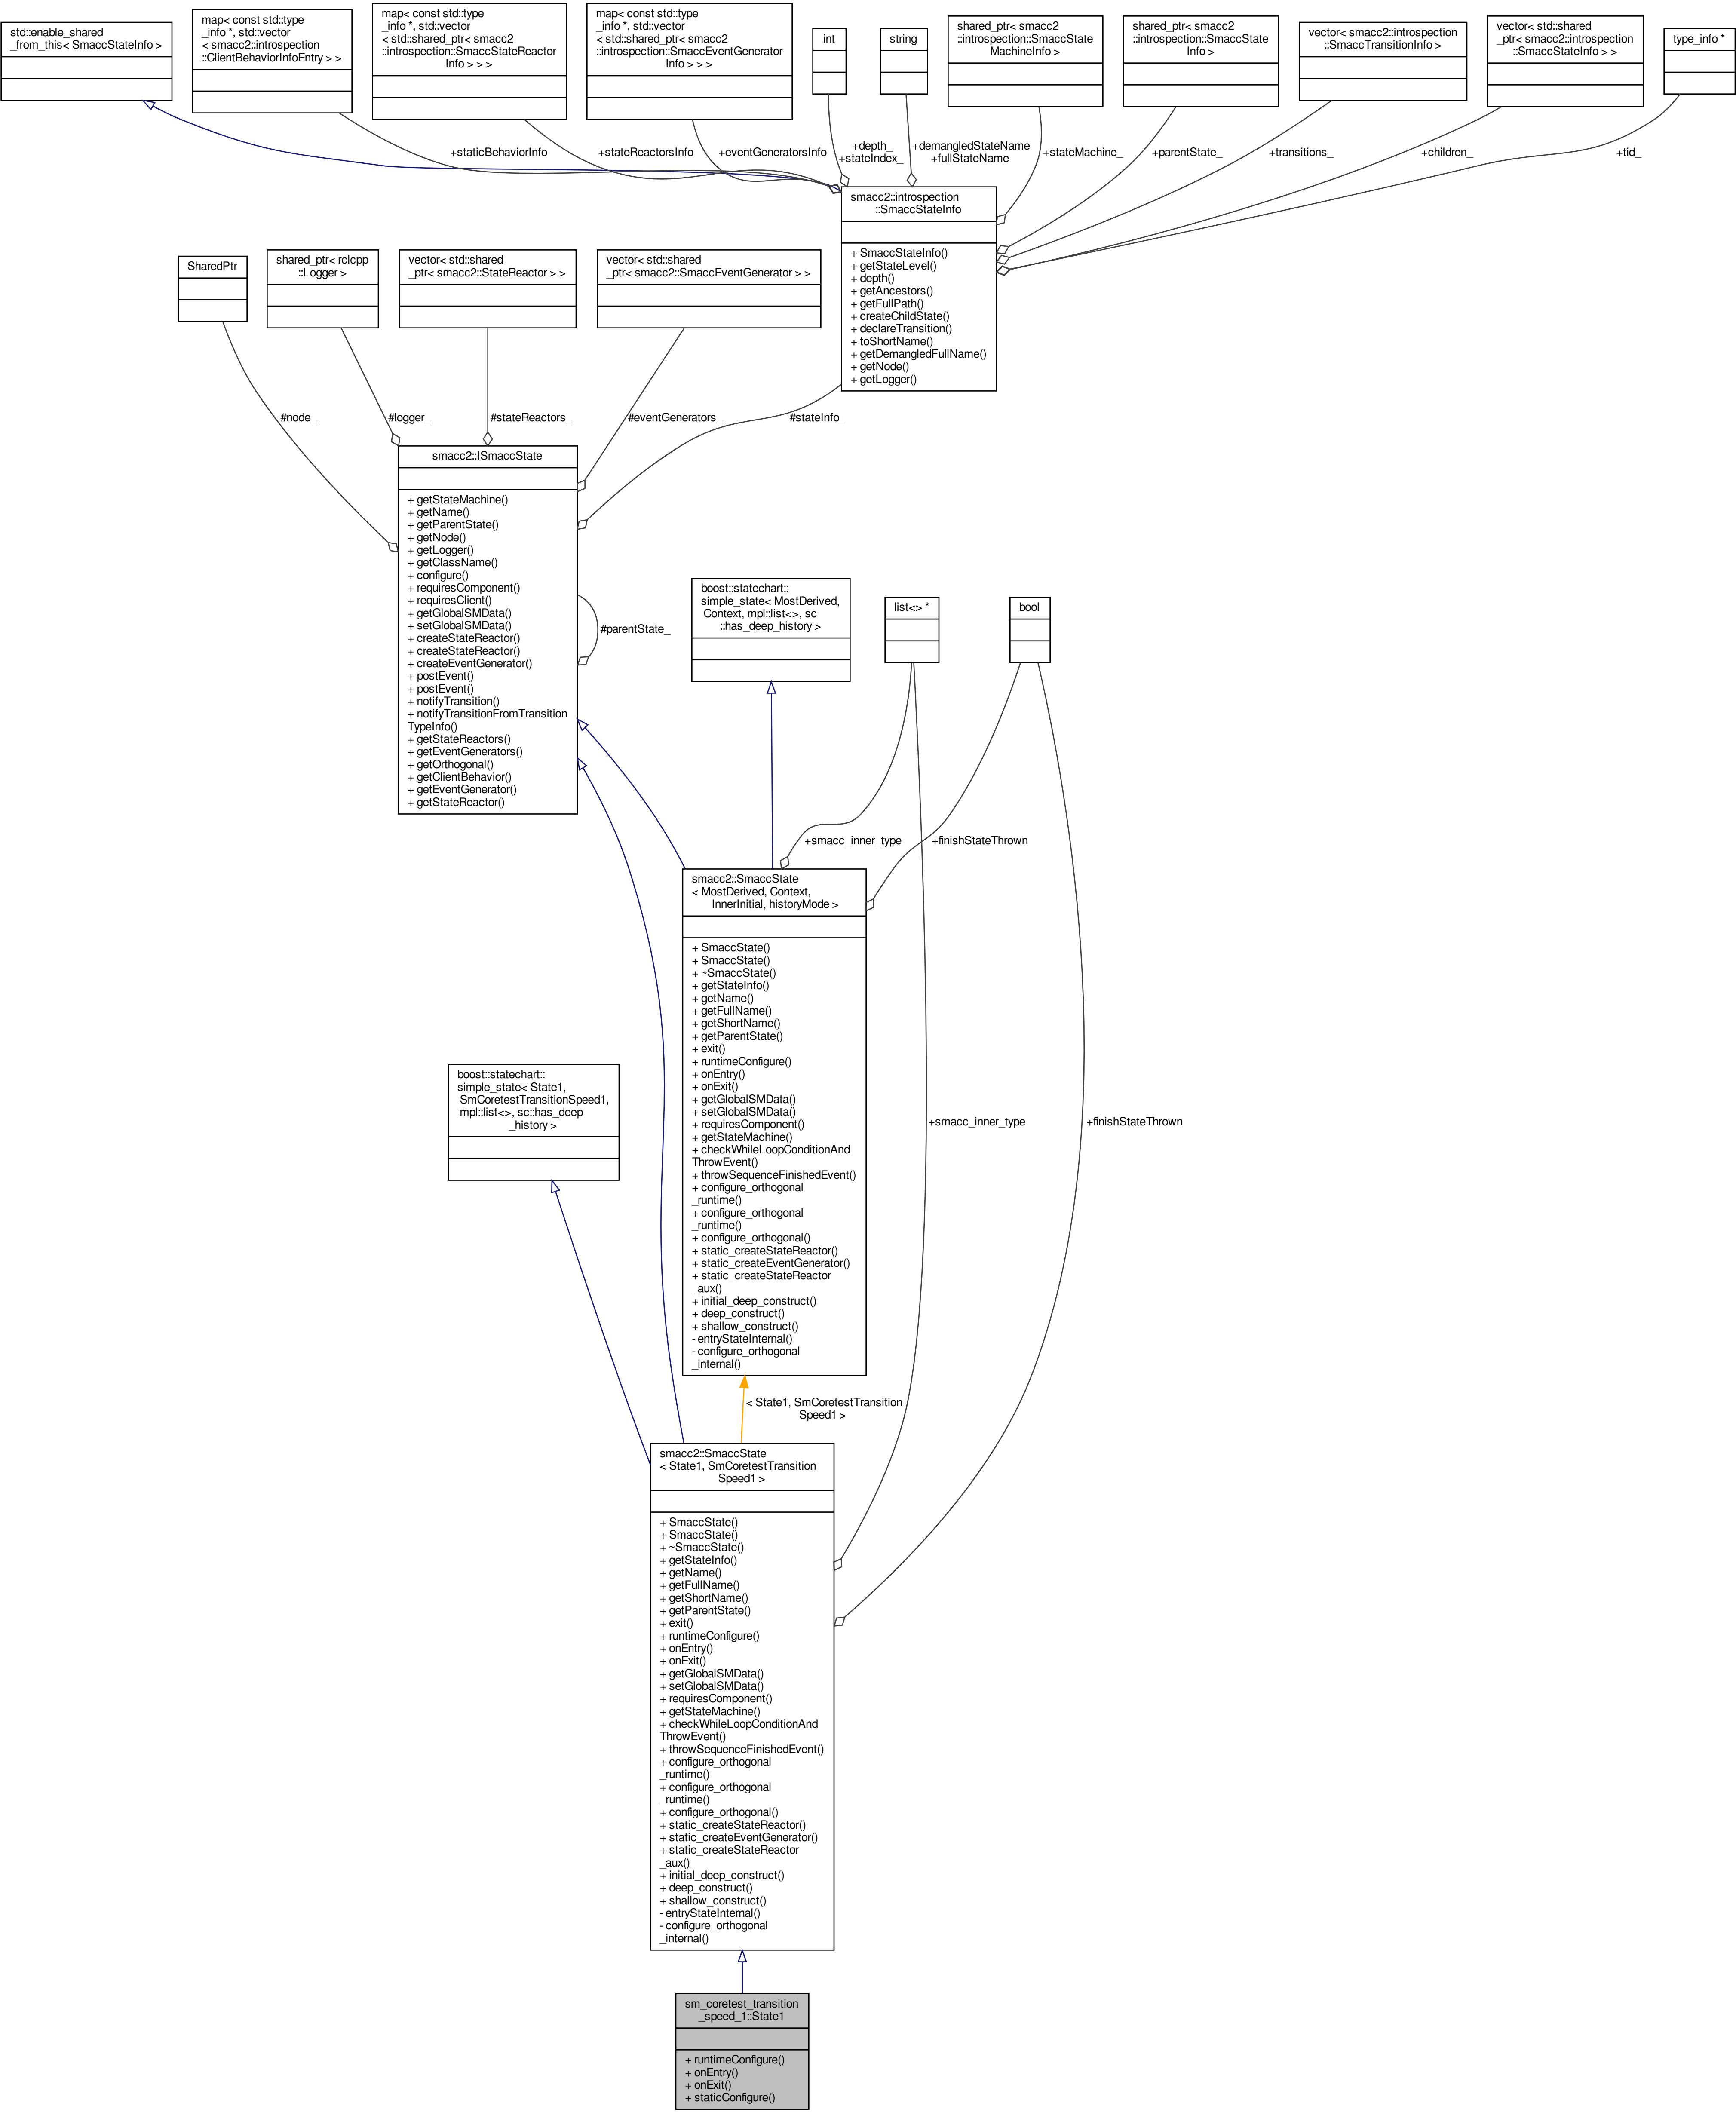 std::enable_shared
_from_this< SmaccStateInfo >
map< const std::type
_info *, std::vector
< smacc2::introspection
::ClientBehaviorInfoEntry > >
map< const std::type
_info *, std::vector
< std::shared_ptr< smacc2
::introspection::SmaccStateReactor
Info > > >
map< const std::type
_info *, std::vector
< std::shared_ptr< smacc2
::introspection::SmaccEventGenerator
Info > > >
int
string
shared_ptr< smacc2
::introspection::SmaccState
MachineInfo >
shared_ptr< smacc2
::introspection::SmaccState
Info >
vector< smacc2::introspection
::SmaccTransitionInfo >
vector< std::shared
_ptr< smacc2::introspection
::SmaccStateInfo > >
type_info *
+staticBehaviorInfo
+stateReactorsInfo
+eventGeneratorsInfo
+depth_
+stateIndex_
+demangledStateName
+fullStateName
+stateMachine_
+parentState_
+transitions_
+children_
+tid_
smacc2::introspection
::SmaccStateInfo
+ SmaccStateInfo()
+ getStateLevel()
+ depth()
+ getAncestors()
+ getFullPath()
+ createChildState()
+ declareTransition()
+ toShortName()
+ getDemangledFullName()
+ getNode()
+ getLogger()
SharedPtr
shared_ptr< rclcpp
::Logger >
vector< std::shared
_ptr< smacc2::StateReactor > >
vector< std::shared
_ptr< smacc2::SmaccEventGenerator > >
#node_
#logger_
#stateReactors_
#eventGenerators_
#stateInfo_
smacc2::ISmaccState
+ getStateMachine()
+ getName()
+ getParentState()
+ getNode()
+ getLogger()
+ getClassName()
+ configure()
+ requiresComponent()
+ requiresClient()
+ getGlobalSMData()
+ setGlobalSMData()
+ createStateReactor()
+ createStateReactor()
+ createEventGenerator()
+ postEvent()
+ postEvent()
+ notifyTransition()
+ notifyTransitionFromTransition
TypeInfo()
+ getStateReactors()
+ getEventGenerators()
+ getOrthogonal()
+ getClientBehavior()
+ getEventGenerator()
+ getStateReactor()
#parentState_
boost::statechart::
simple_state< MostDerived,
Context, mpl::list<>, sc
::has_deep_history >
list<> *
bool
+smacc_inner_type
+finishStateThrown
smacc2::SmaccState
< MostDerived, Context,
InnerInitial, historyMode >
+ SmaccState()
+ SmaccState()
+ ~SmaccState()
+ getStateInfo()
+ getName()
+ getFullName()
+ getShortName()
+ getParentState()
+ exit()
+ runtimeConfigure()
+ onEntry()
+ onExit()
+ getGlobalSMData()
+ setGlobalSMData()
+ requiresComponent()
+ getStateMachine()
+ checkWhileLoopConditionAnd
ThrowEvent()
+ throwSequenceFinishedEvent()
+ configure_orthogonal
_runtime()
+ configure_orthogonal
_runtime()
+ configure_orthogonal()
+ static_createStateReactor()
+ static_createEventGenerator()
+ static_createStateReactor
_aux()
+ initial_deep_construct()
+ deep_construct()
+ shallow_construct()
- entryStateInternal()
- configure_orthogonal
_internal()
boost::statechart::
simple_state< State1,
SmCoretestTransitionSpeed1,
mpl::list<>, sc::has_deep
_history >
+smacc_inner_type
+finishStateThrown
< State1, SmCoretestTransition
Speed1 >
smacc2::SmaccState
< State1, SmCoretestTransition
Speed1 >
+ SmaccState()
+ SmaccState()
+ ~SmaccState()
+ getStateInfo()
+ getName()
+ getFullName()
+ getShortName()
+ getParentState()
+ exit()
+ runtimeConfigure()
+ onEntry()
+ onExit()
+ getGlobalSMData()
+ setGlobalSMData()
+ requiresComponent()
+ getStateMachine()
+ checkWhileLoopConditionAnd
ThrowEvent()
+ throwSequenceFinishedEvent()
+ configure_orthogonal
_runtime()
+ configure_orthogonal
_runtime()
+ configure_orthogonal()
+ static_createStateReactor()
+ static_createEventGenerator()
+ static_createStateReactor
_aux()
+ initial_deep_construct()
+ deep_construct()
+ shallow_construct()
- entryStateInternal()
- configure_orthogonal
_internal()
sm_coretest_transition
_speed_1::State1
+ runtimeConfigure()
+ onEntry()
+ onExit()
+ staticConfigure()